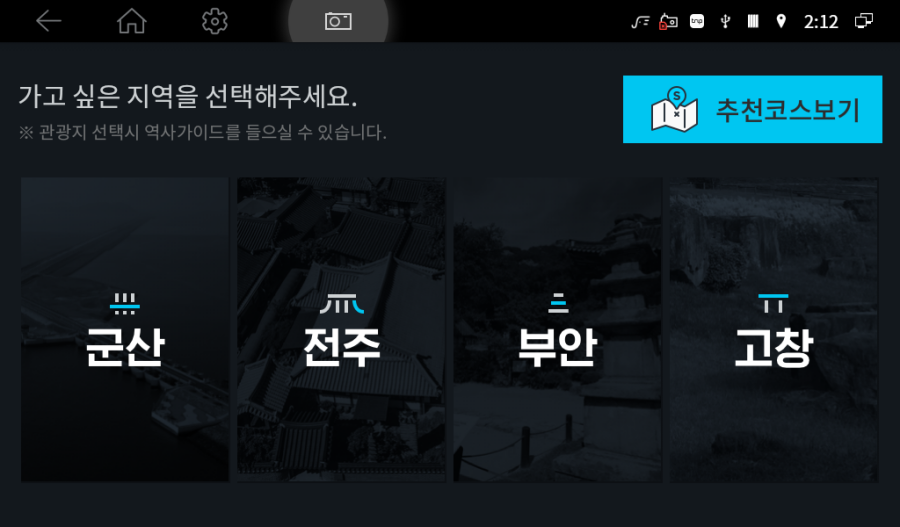 2:12
가고 싶은 지역을 선택해주세요.
※ 관광지 선택시 역사가이드를 들으실 수 있습니다.
S
추천코스보기
군산
전주
부안
고창